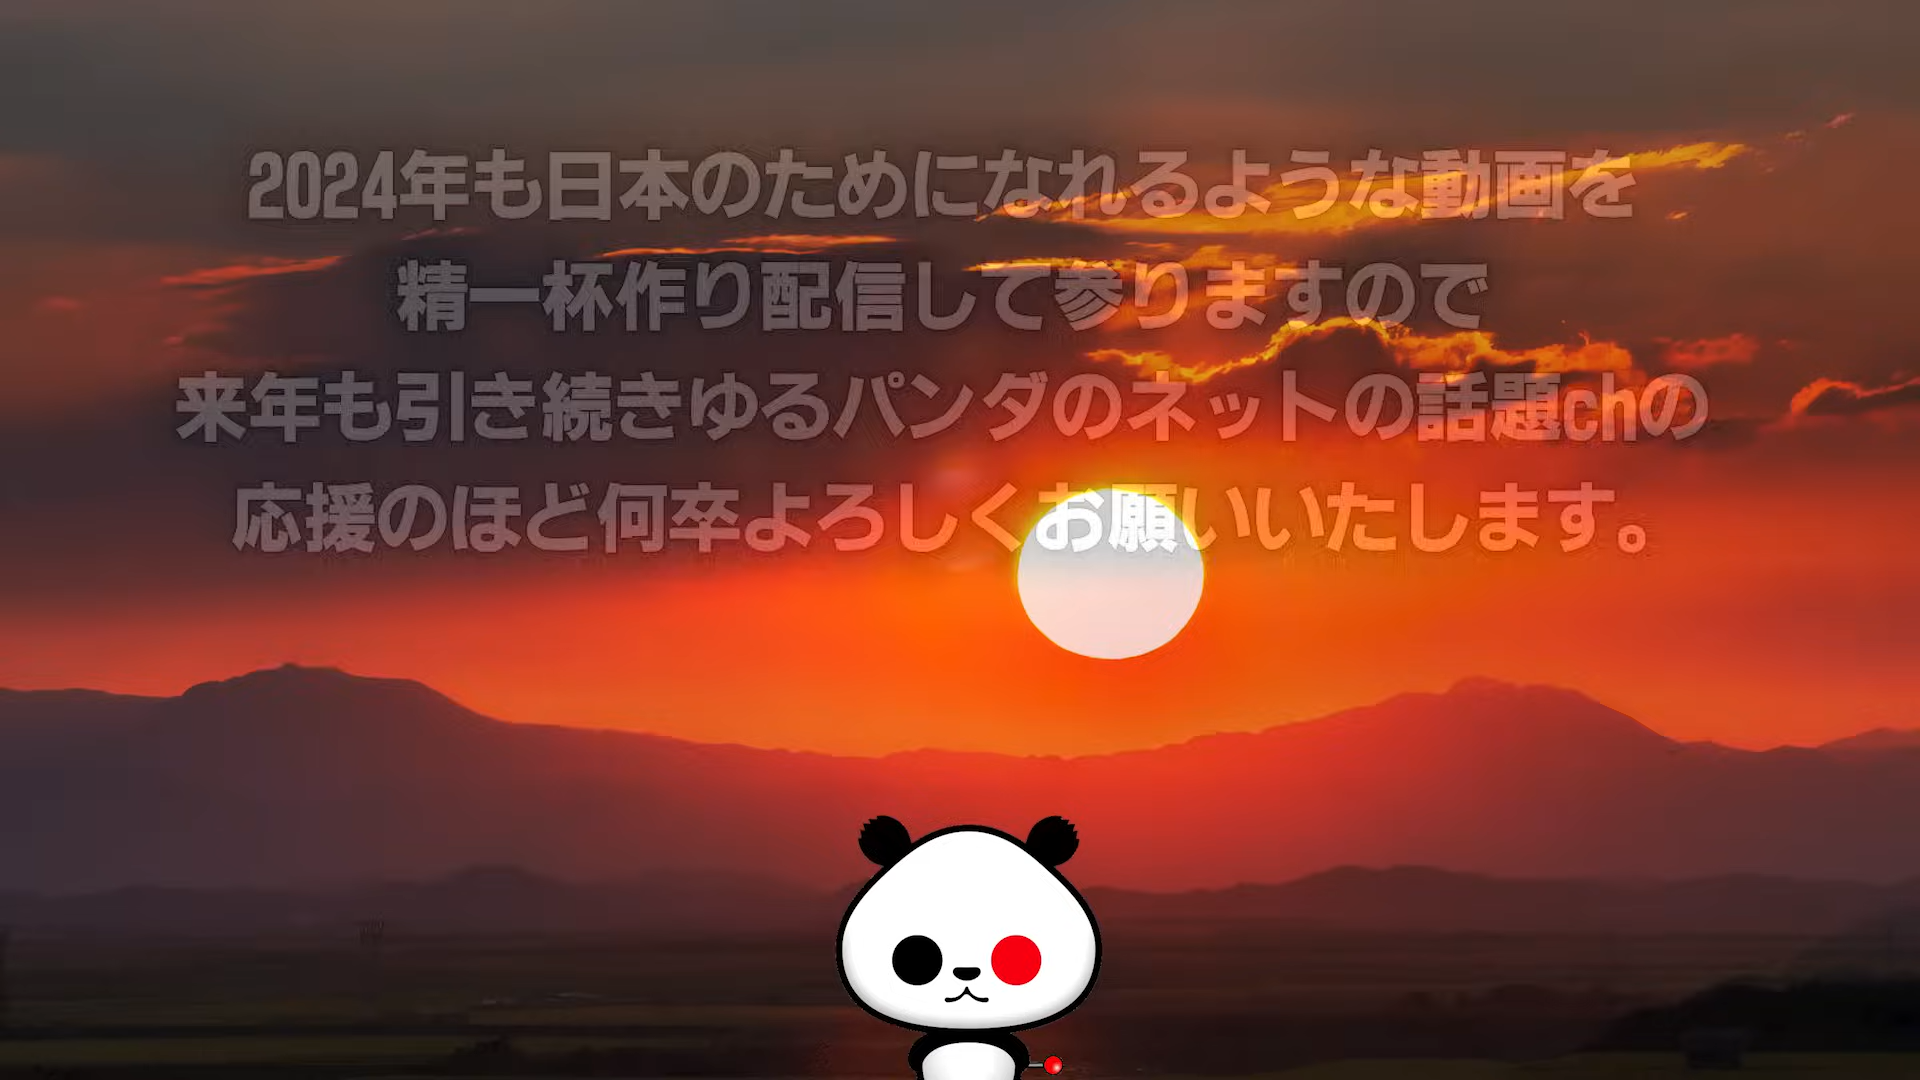 2024年も日本のためになれるような動画を
精一杯作り配信して参りますので
来年も引き続きゆるパンダのネットの話題chの
応援のほど何卒よろしくお願いいたします。